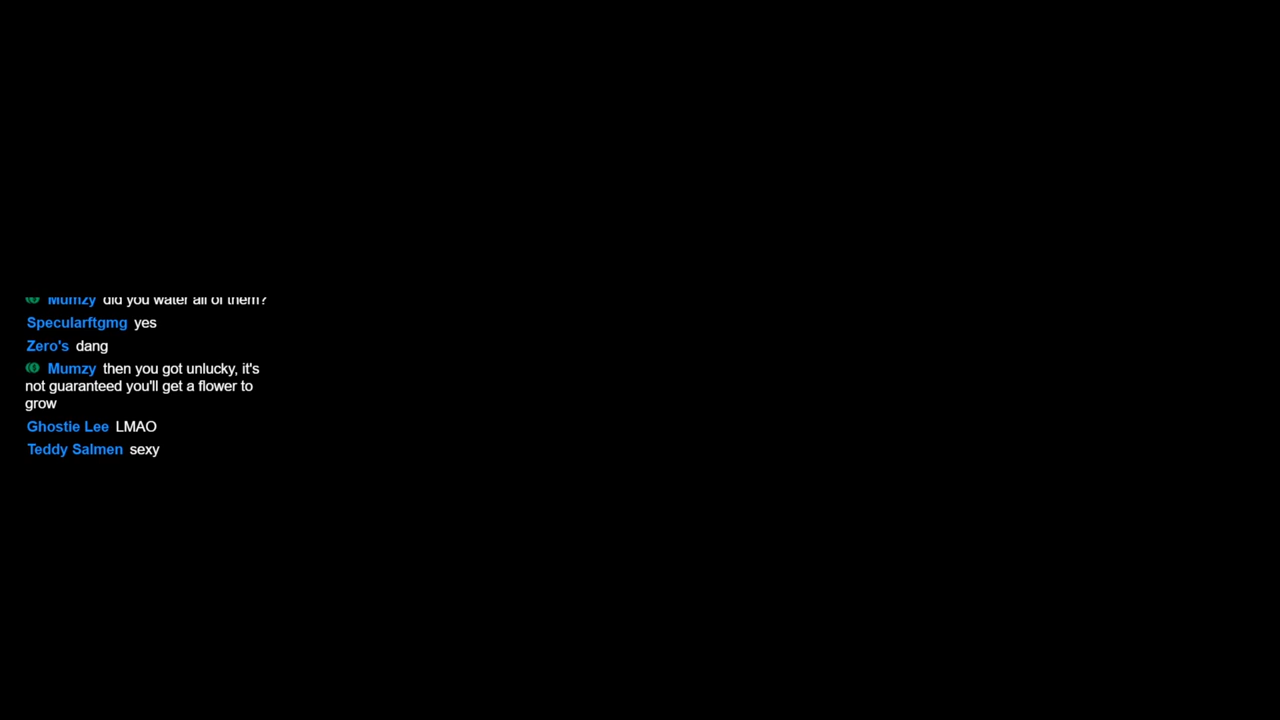 Mumzy did you water all of them?
Specularftgmg yes
Zero's dang
Mumzy then you got unlucky, it's
not guaranteed you'll get a flower to
grow
Ghostie Lee LMAO
Teddy Salmen sexy